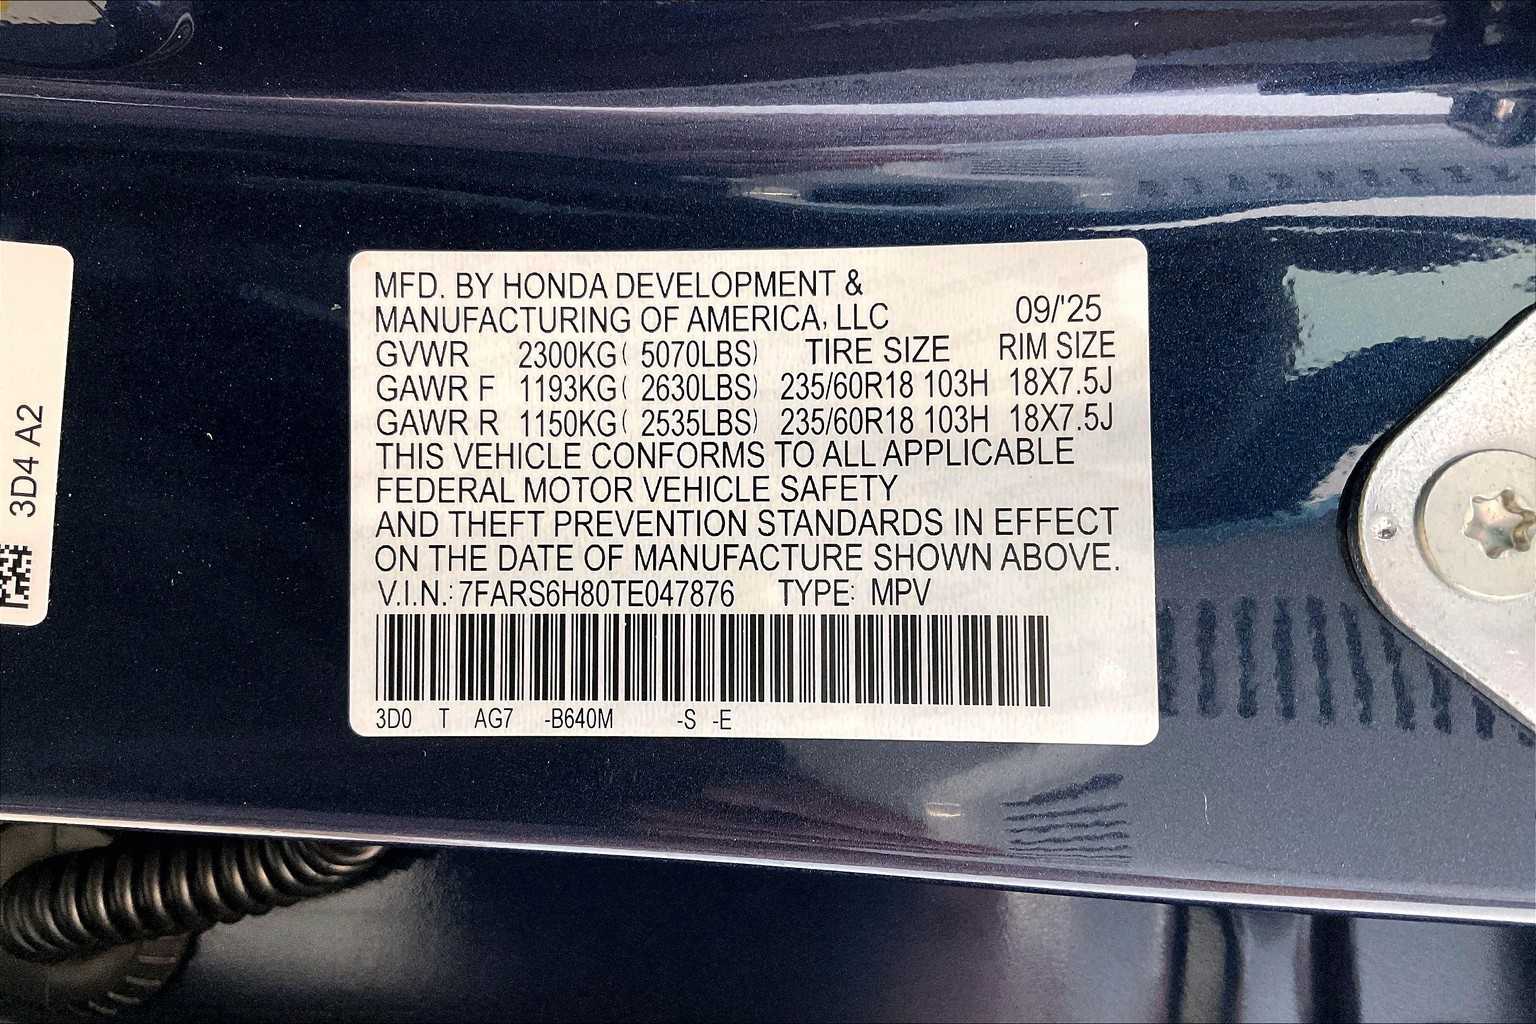 MFD. BY HONDA DEVELOPMENT &
MANUFACTURING OF AMERICA, LLC 09/'25
GVWR 2300KG( 5070LBS) TIRE SIZE RIM SIZE
GAWR F 1193KG( 2630LBS) 235/60R18 103H 18X7.5J
GAWR R 1150KG( 2535LBS) 235/60R18 103H 18X7.5J
THIS VEHICLE CONFORMS TO ALL APPLICABLE
FEDERAL MOTOR VEHICLE SAFETY
AND THEFT PREVENTION STANDARDS IN EFFECT
ON THE DATE OF MANUFACTURE SHOWN ABOVE.
V.I.N.: 7FARS6H80TE047876 TYPE: MPV
3D0 T AG7 -B640M -S -E
3D4 A2